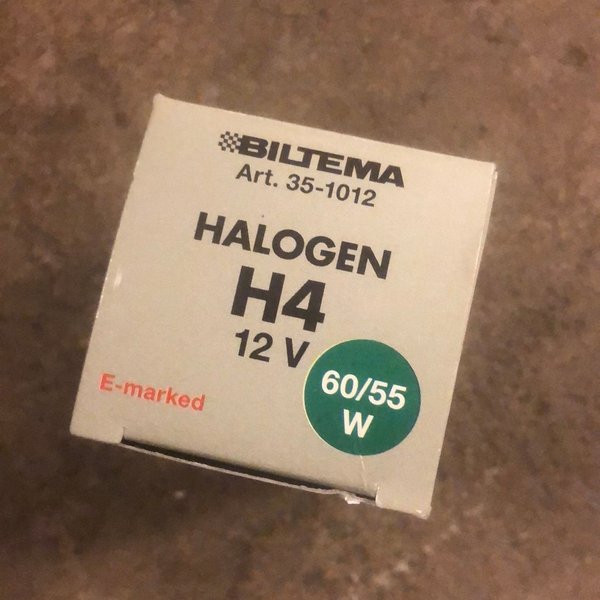 BILTEMA
Art. 35-1012
HALOGEN
H4
12 V
60/55
W
E-marked